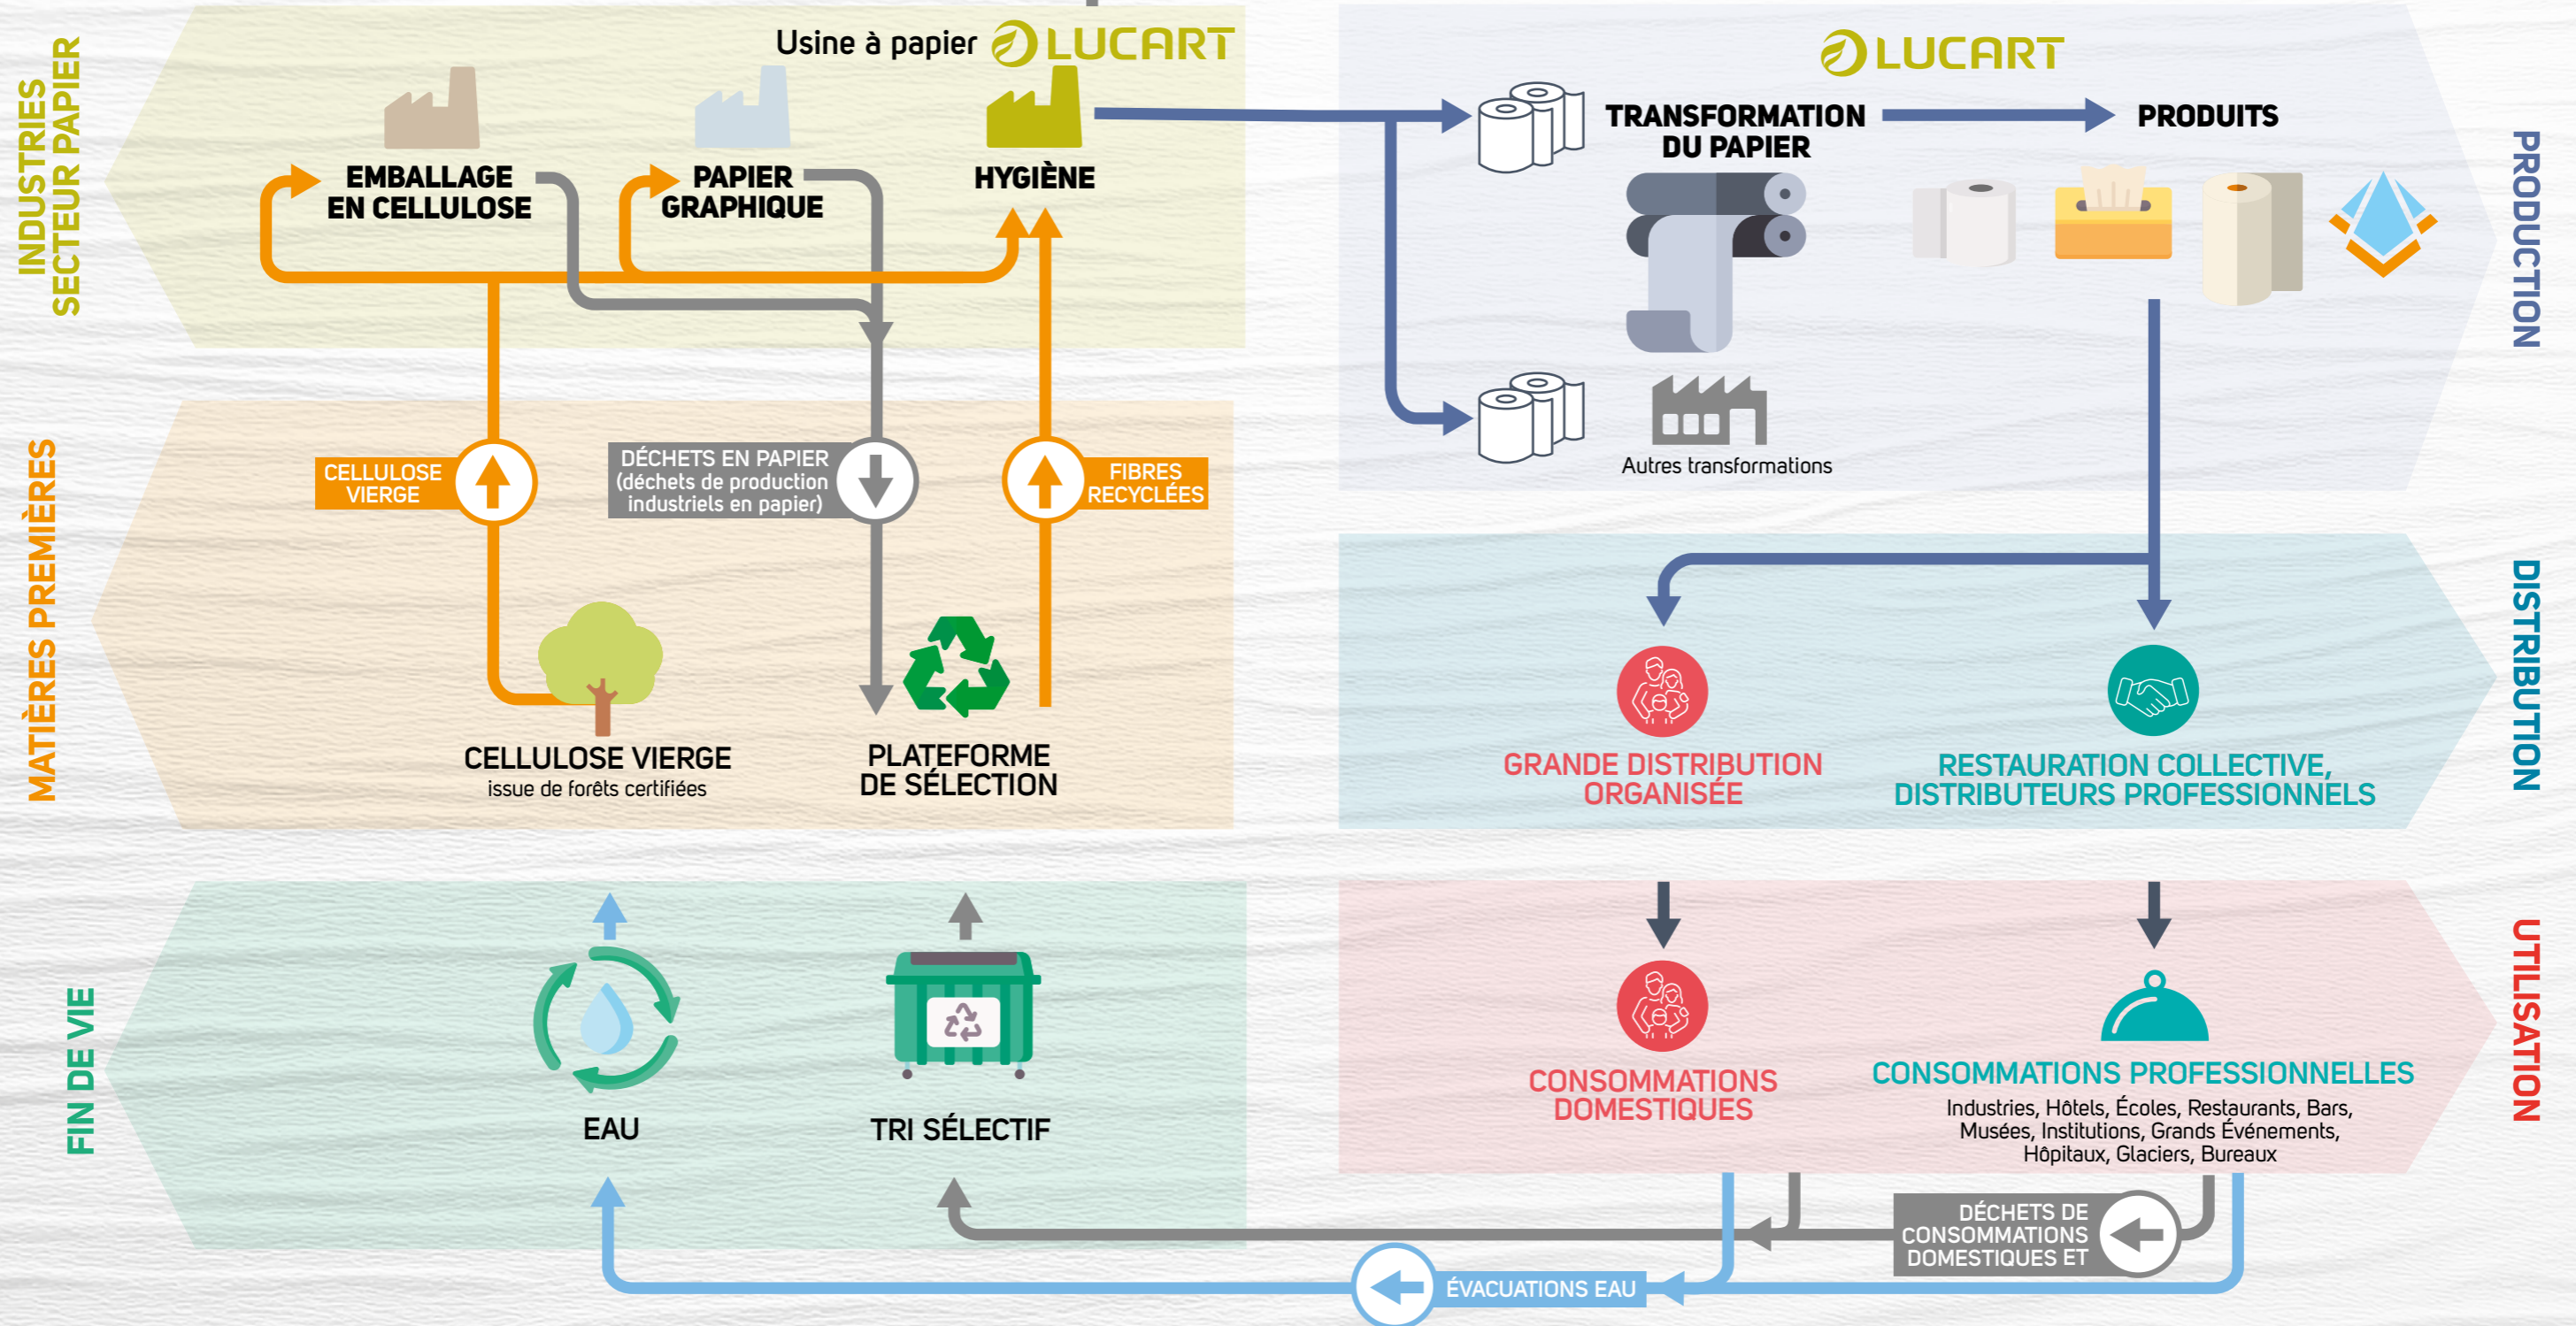 INDUSTRIES
SECTEUR PAPIER
Usine à papier LUCART
EMBALLAGE
EN CELLULOSE
PAPIER
GRAPHIQUE
HYGIÈNE
LUCART
TRANSFORMATION
DU PAPIER
PRODUITS
Autres transformations
PRODUCTION
MATIÈRES PREMIÈRES
CELLULOSE
VIERGE
DÉCHETS EN PAPIER
(déchets de production
industriels en papier)
FIBRES
RECYCLÉES
CELLULOSE VIERGE
issue de forêts certifiées
PLATEFORME
DE SÉLECTION
GRANDE DISTRIBUTION
ORGANISÉE
RESTAURATION COLLECTIVE,
DISTRIBUTEURS PROFESSIONNELS
DISTRIBUTION
FIN DE VIE
EAU
TRI SÉLECTIF
CONSOMMATIONS
DOMESTIQUES
CONSOMMATIONS PROFESSIONNELLES
Industries, Hôtels, Écoles, Restaurants, Bars,
Musées, Institutions, Grands Événements,
Hôpitaux, Glaciers, Bureaux
UTILISATION
DÉCHETS DE
CONSOMMATIONS
DOMESTIQUES ET
ÉVACUATIONS EAU